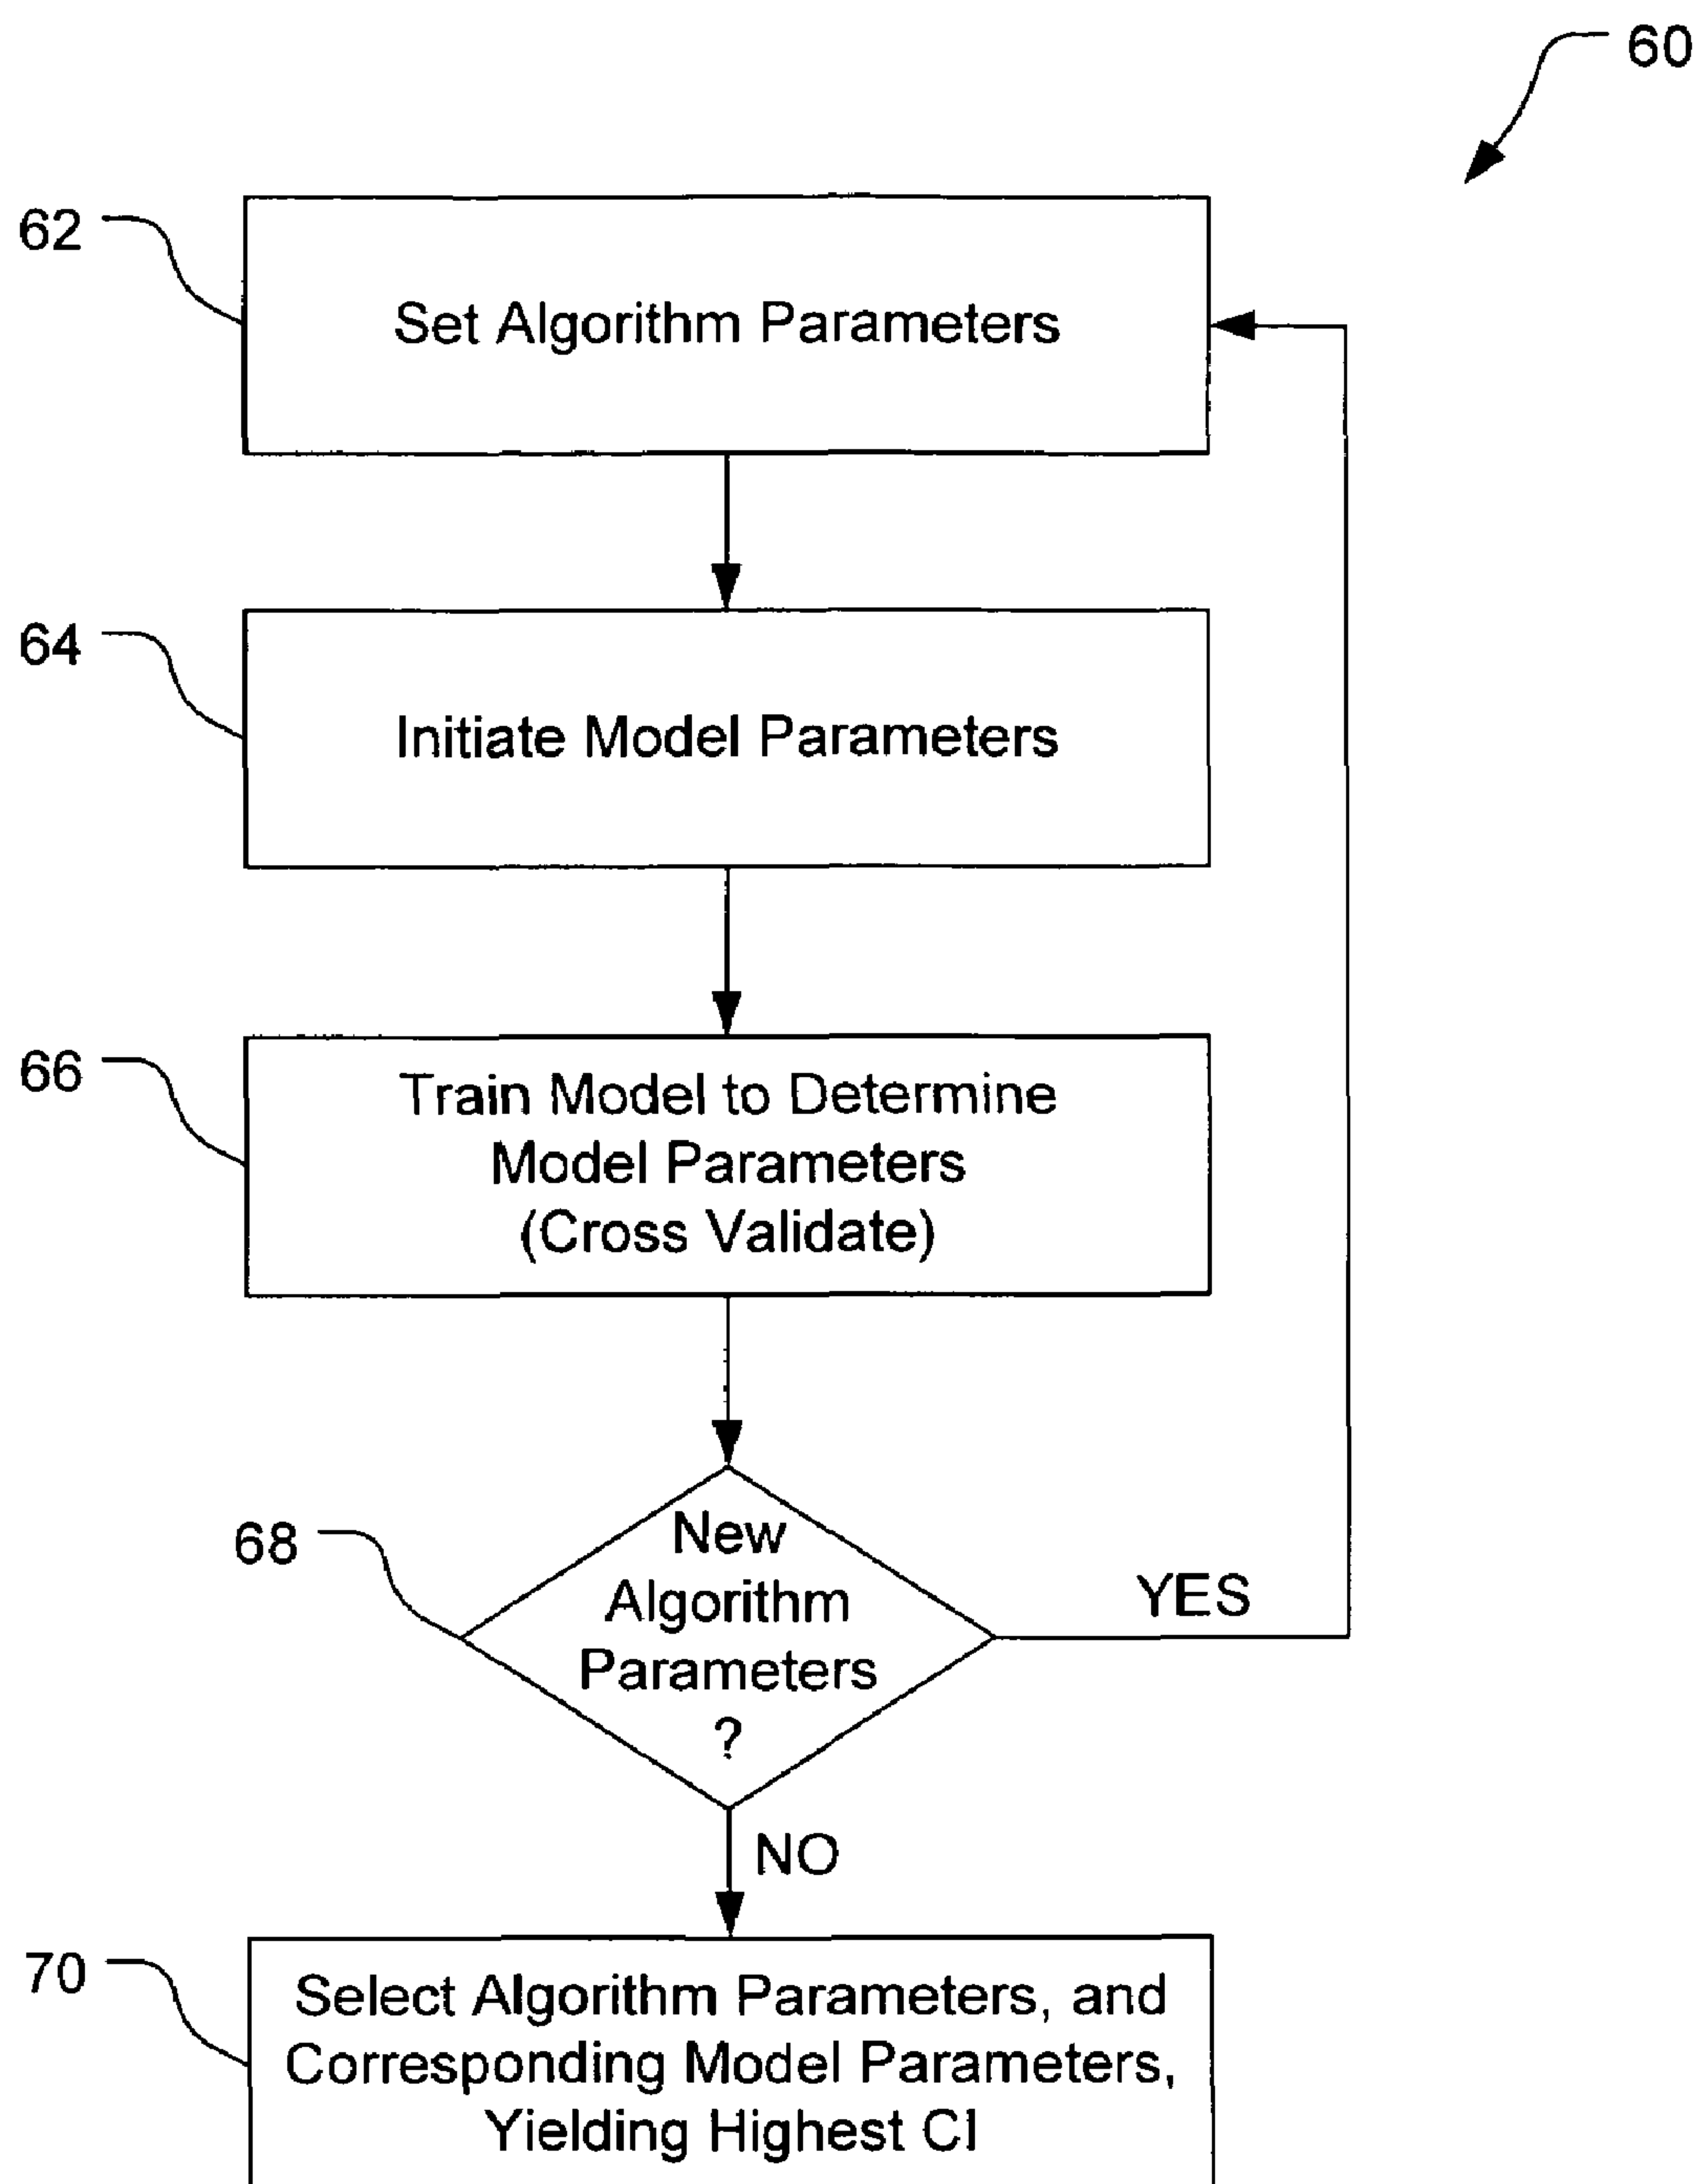 60
62
Set Algorithm Parameters
64
Initiate Model Parameters
66
Train Model to Determine
Model Parameters
(Cross Validate)
68
New
Algorithm
Parameters
?
YES
NO
70
Select Algorithm Parameters, and
Corresponding Model Parameters,
Yielding Highest CI